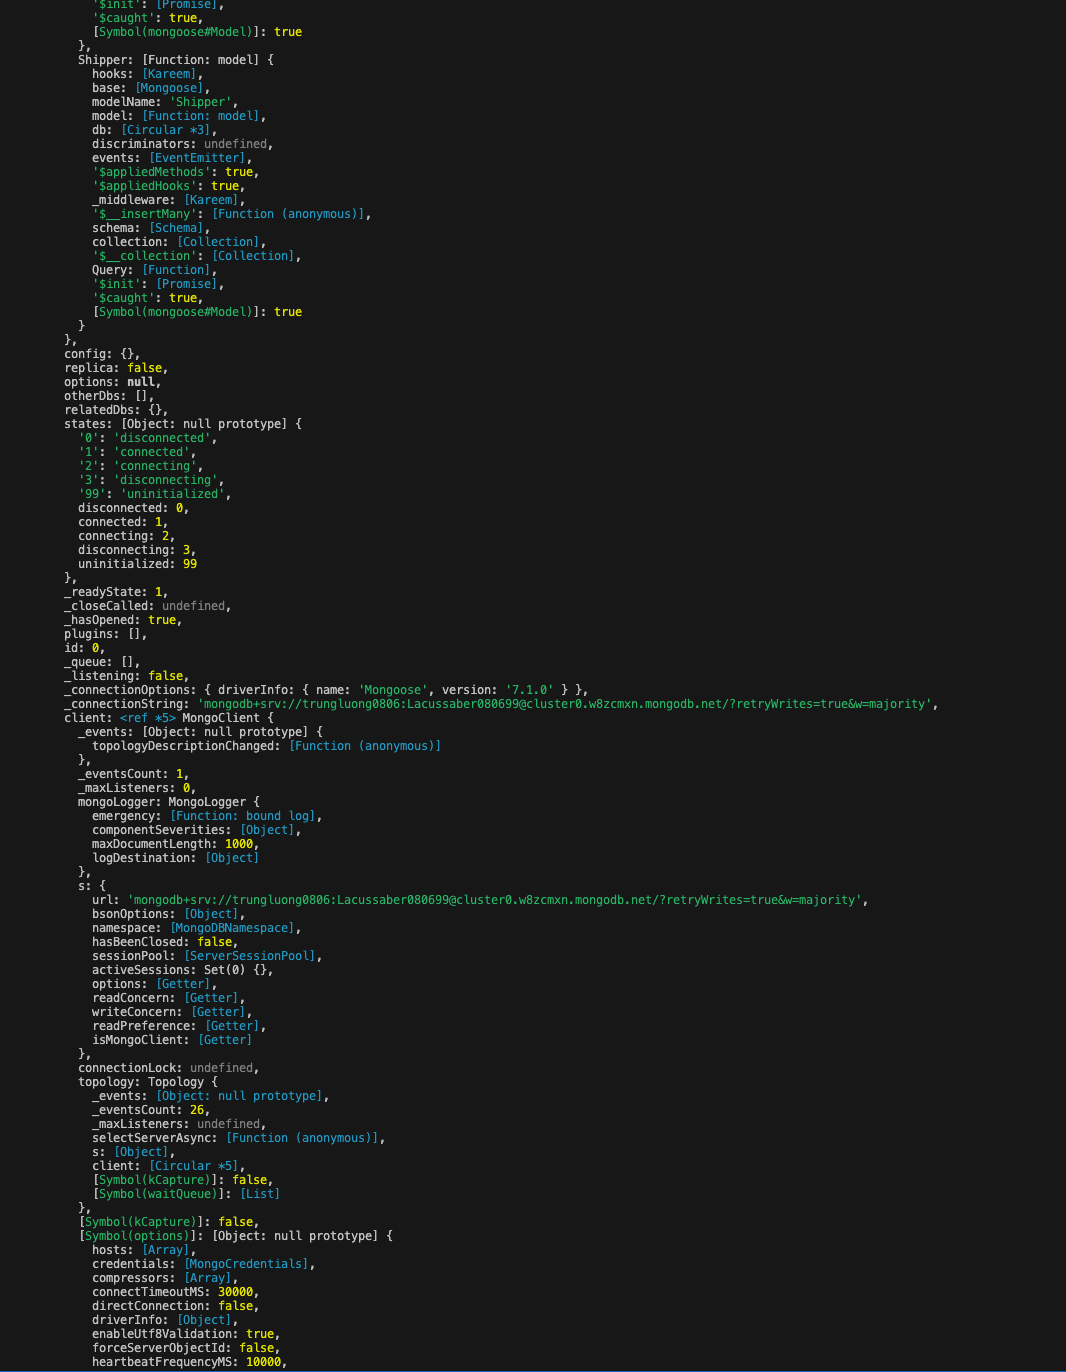 '$init': [Promise],
'$caught': true,
[Symbol(mongoose#Model)]: true
},
Shipper: [Function: model] {
hooks: [Kareem],
base: [Mongoose],
modelName: 'Shipper',
model: [Function: model],
db: [Circular *3],
discriminators: undefined,
events: [EventEmitter],
'$appliedMethods': true,
'$appliedHooks': true,
_middleware: [Kareem],
'$__insertMany': [Function (anonymous)],
schema: [Schema],
collection: [Collection],
'$__collection': [Collection],
Query: [Function],
'$init': [Promise],
'$caught': true,
[Symbol(mongoose#Model)]: true
}
},
config: {},
replica: false,
options: null,
otherDbs: [],
relatedDbs: {},
states: [Object: null prototype] {
'0': 'disconnected',
'1': 'connected',
'2': 'connecting',
'3': 'disconnecting',
'99': 'uninitialized',
disconnected: 0,
connected: 1,
connecting: 2,
disconnecting: 3,
uninitialized: 99
},
_readyState: 1,
_closeCalled: undefined,
_hasOpened: true,
plugins: [],
id: 0,
_queue: [],
_listening: false,
_connectionOptions: { driverInfo: { name: 'Mongoose', version: '7.1.0' } },
_connectionString: 'mongodb+srv://trungluong0806:Lacussaber080699@cluster0.w8zcmxn.mongodb.net/?retryWrites=true&w=majority',
client: <ref *5> MongoClient {
_events: [Object: null prototype] {
topologyDescriptionChanged: [Function (anonymous)]
},
_eventsCount: 1,
_maxListeners: 0,
mongoLogger: MongoLogger {
emergency: [Function: bound log],
componentSeverities: [Object],
maxDocumentLength: 1000,
logDestination: [Object]
},
s: {
url: 'mongodb+srv://trungluong0806:Lacussaber080699@cluster0.w8zcmxn.mongodb.net/?retryWrites=true&w=majority',
bsonOptions: [Object],
namespace: [MongoDBNamespace],
hasBeenClosed: false,
sessionPool: [ServerSessionPool],
activeSessions: Set(0) {},
options: [Getter],
readConcern: [Getter],
writeConcern: [Getter],
readPreference: [Getter],
isMongoClient: [Getter]
},
connectionLock: undefined,
topology: Topology {
_events: [Object: null prototype],
_eventsCount: 26,
_maxListeners: undefined,
selectServerAsync: [Function (anonymous)],
s: [Object],
client: [Circular *5],
[Symbol(kCapture)]: false,
[Symbol(waitQueue)]: [List]
},
[Symbol(kCapture)]: false,
[Symbol(options)]: [Object: null prototype] {
hosts: [Array],
credentials: [MongoCredentials],
compressors: [Array],
connectTimeoutMS: 30000,
directConnection: false,
driverInfo: [Object],
enableUtf8Validation: true,
forceServerObjectId: false,
heartbeatFrequencyMS: 10000,